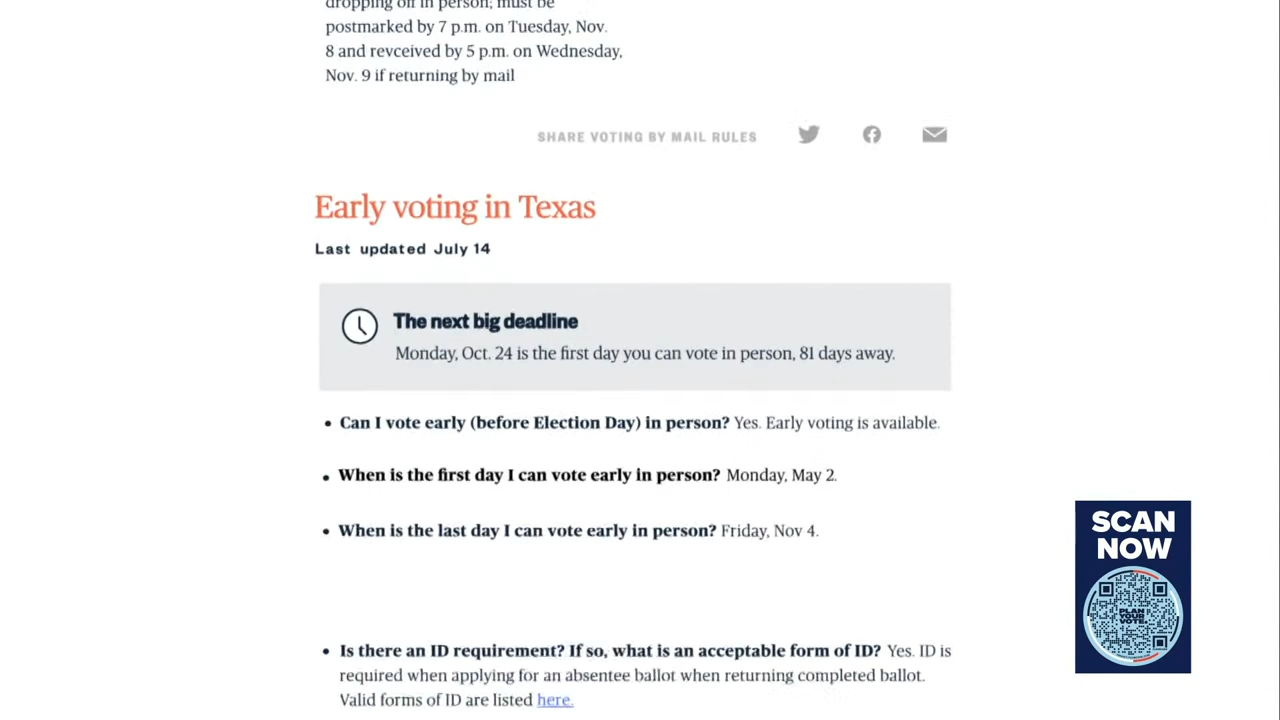 dropping off in person; must be
postmarked by 7 p.m. on Tuesday, Nov.
8 and revceived by 5 p.m. on Wednesday,
Nov. 9 if returning by mail
SHARE VOTING BY MAIL RULES
Early voting in Texas
Last updated July 14
The next big deadline
Monday, Oct. 24 is the first day you can vote in person, 81 days away.
• Can I vote early (before Election Day) in person? Yes. Early voting is available.
• When is the first day I can vote early in person? Monday, May 2.
• When is the last day I can vote early in person? Friday, Nov 4.
SCAN
NOW
PLAN
YOUR
VOTE.
• Is there an ID requirement? If so, what is an acceptable form of ID? Yes. ID is
required when applying for an absentee ballot when returning completed ballot.
Valid forms of ID are listed here.